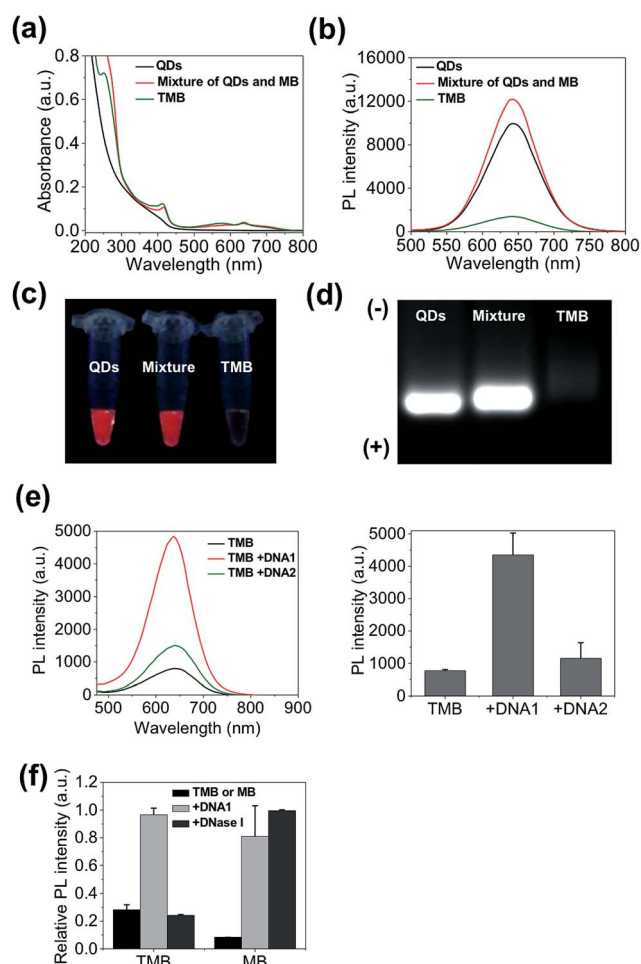 (a)
0.8
0.6
0.4
0.2
0.0
Absorbance (a.u.)
QDs
Mixture of QDs and MB
TMB
200 300 400 500 600 700 800
Wavelength (nm)
(b)
16000
12000
8000
4000
0
PL intensity (a.u.)
QDs
Mixture of QDs and MB
TMB
500 550 600 650 700 750 800
Wavelength (nm)
(c)
QDs Mixture TMB
(d)
(-)
(+)
QDs Mixture TMB
(e)
5000
4000
3000
2000
1000
0
PL intensity (a.u.)
TMB
TMB +DNA1
TMB +DNA2
500 600 700 800 900
Wavelength (nm)
5000
4000
3000
2000
1000
0
PL intensity (a.u.)
TMB +DNA1 +DNA2
(f)
1.2
1.0
0.8
0.6
0.4
0.2
0.0
Relative PL intensity (a.u.)
TMB or MB
+DNA1
+DNase I
TMB MB